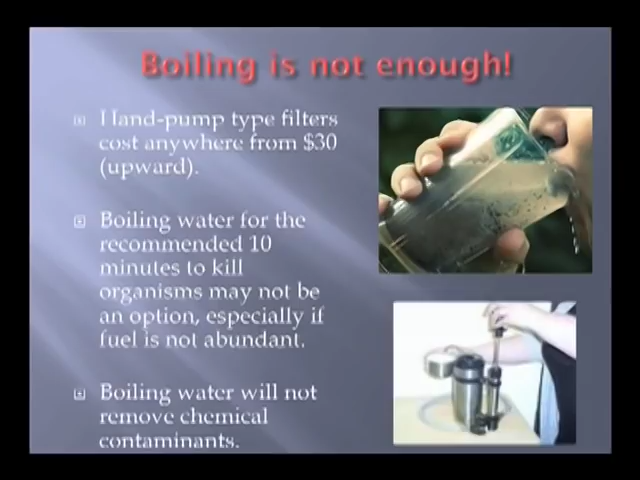 Boiling is not enough!
Hand-pump type filters
cost anywhere from $30
(upward).
Boiling water for the
recommended 10
minutes to kill
organisms may not be
an option, especially if
fuel is not abundant.
Boiling water will not
remove chemical
contaminants.